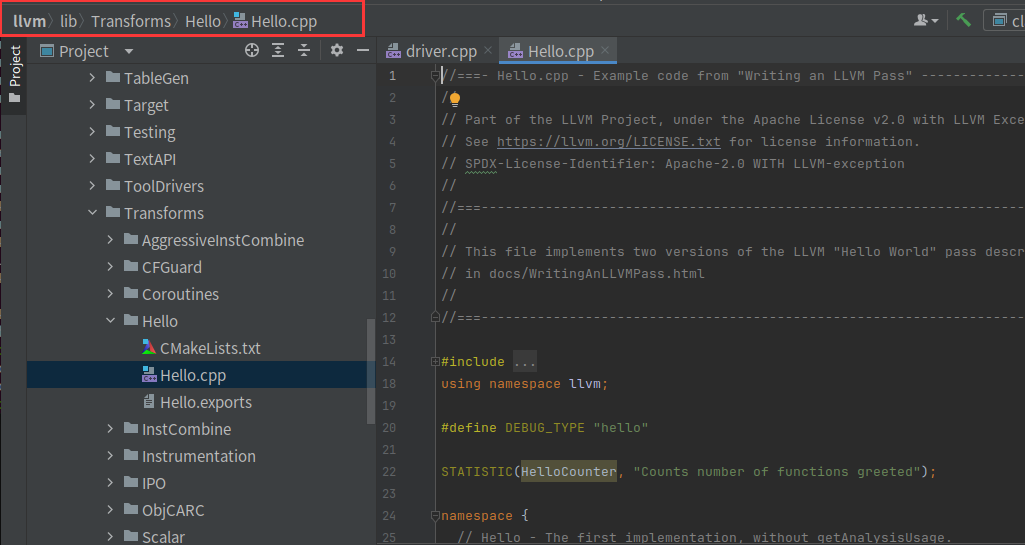 llvm lib Transforms Hello Hello.cpp
Project
Project
TableGen
Target
Testing
TextAPI
ToolDrivers
Transforms
AggressiveInstCombine
CFGuard
Coroutines
Hello
CMakeLists.txt
Hello.cpp
Hello.exports
InstCombine
Instrumentation
IPO
ObjCARC
Scalar
driver.cpp Hello.cpp
1 //===- Hello.cpp - Example code from "Writing an LLVM Pass" -------------
2 /
3 // Part of the LLVM Project, under the Apache License v2.0 with LLVM Exce
4 // See https://llvm.org/LICENSE.txt for license information.
5 // SPDX-License-Identifier: Apache-2.0 WITH LLVM-exception
6 //
7 //===--------------------------------------------------------------------
8 //
9 // This file implements two versions of the LLVM "Hello World" pass descr
10 // in docs/WritingAnLLVMPass.html
11 //
12 //===--------------------------------------------------------------------
13
14 #include ...
18 using namespace llvm;
19
20 #define DEBUG_TYPE "hello"
21
22 STATISTIC(HelloCounter, "Counts number of functions greeted");
23
24 namespace {
25 // Hello - The first implementation, without getAnalysisUsage.